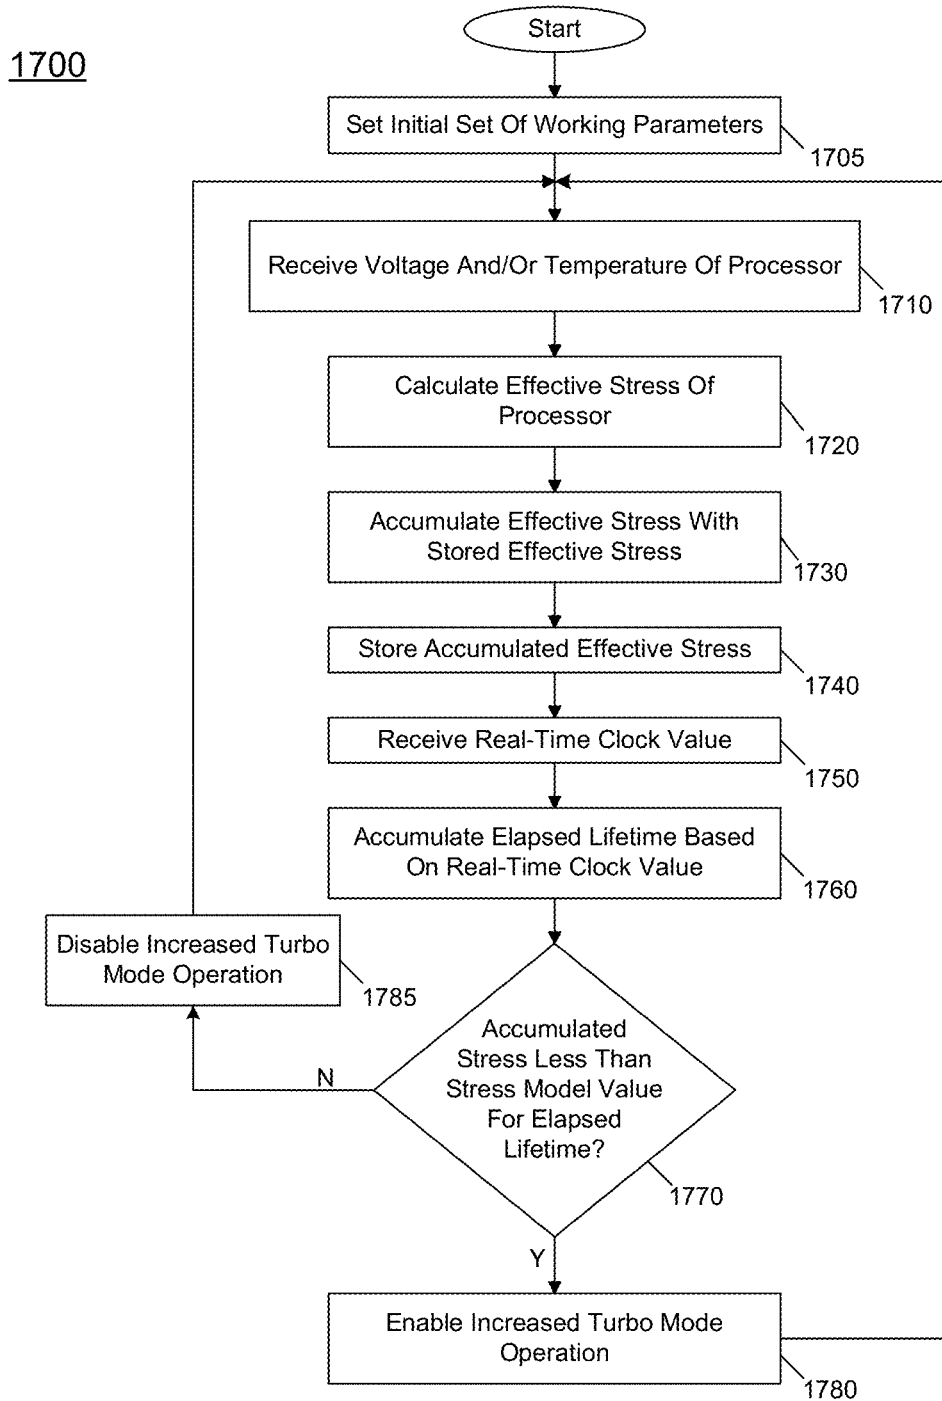 Start
1700
Set Initial Set Of Working Parameters
1705
Receive Voltage And/Or Temperature Of Processor
1710
Calculate Effective Stress Of
Processor
1720
Accumulate Effective Stress With
Stored Effective Stress
1730
Store Accumulated Effective Stress
1740
Receive Real-Time Clock Value
1750
Accumulate Elapsed Lifetime Based
On Real-Time Clock Value
1760
Disable Increased Turbo
Mode Operation
1785
Accumulated
Stress Less Than
Stress Model Value
For Elapsed
Lifetime?
N
1770
Y
Enable Increased Turbo Mode
Operation
1780